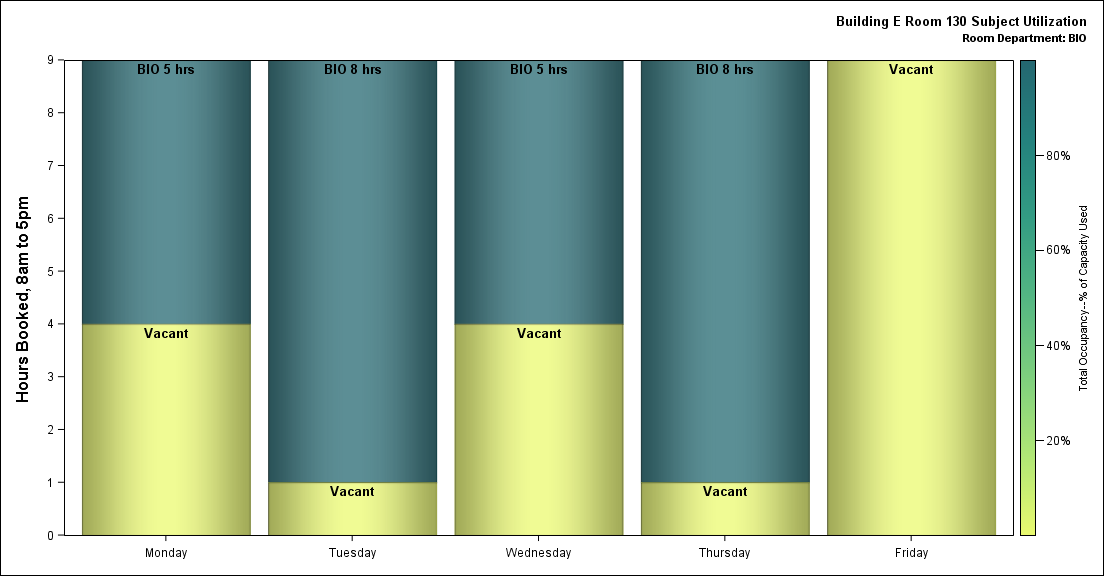 Building E Room 130 Subject Utilization
Room Department: BIO
Hours Booked, 8am to 5pm
9
8
7
6
5
4
3
2
1
0
BIO 5 hrs
BIO 8 hrs
BIO 5 hrs
BIO 8 hrs
Vacant
Vacant
Vacant
Vacant
Vacant
Monday
Tuesday
Wednesday
Thursday
Friday
80%
60%
40%
20%
Total Occupancy--% of Capacity Used